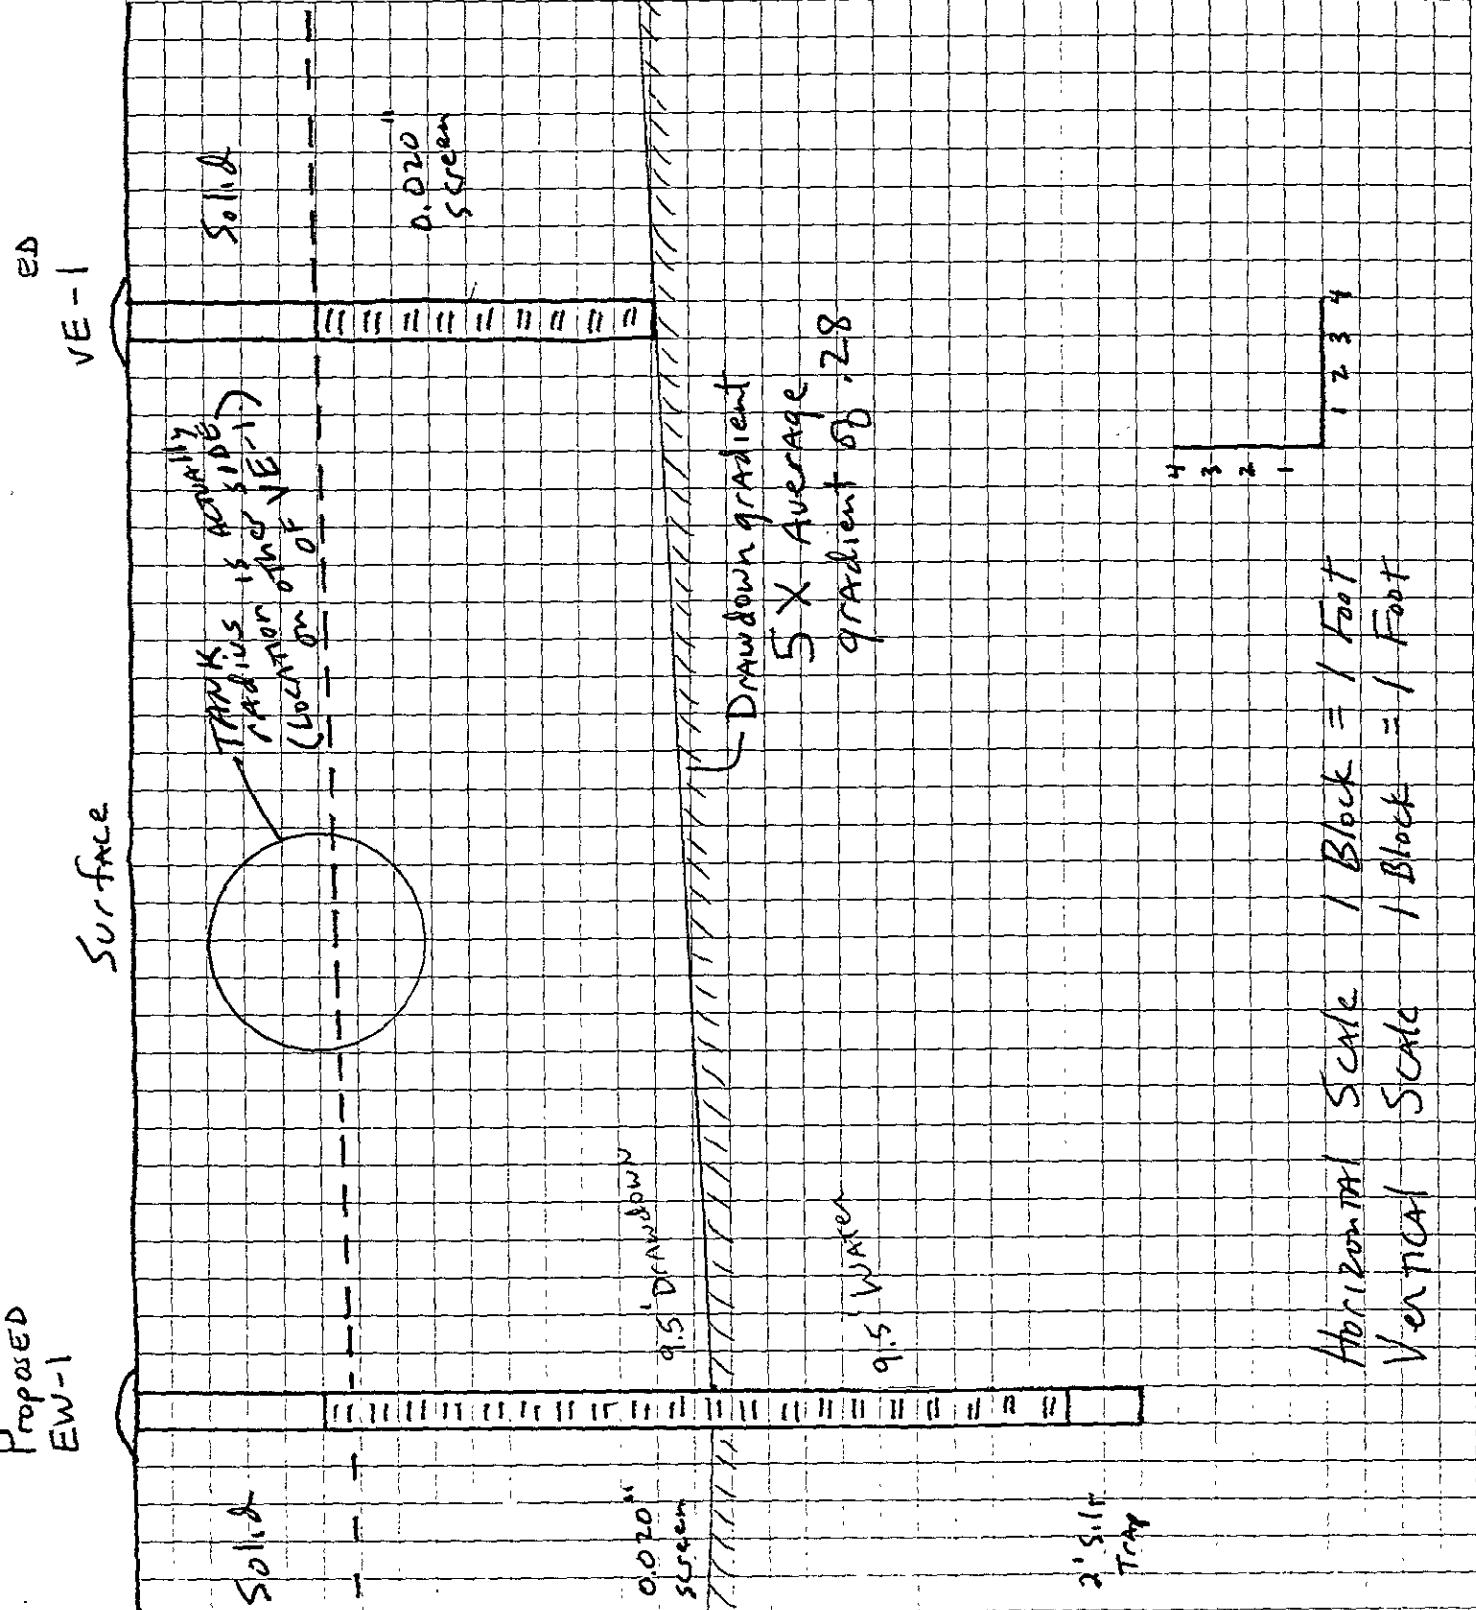 Proposed
EW-1
Surface
ED
VE-1
Solid
TANK
radius is Actually
(Location other SIDE
on OF VE-1)
Solid
0.020"
screen
9.5' Drawdown
Drawdown gradient
5 X Average
gradient of .28
0.020"
screen
9.5' Water
2' Silt
Trap
4
3
2
1
1 2 3 4
Horizontal Scale 1 Block = 1 Foot
Vertical Scale 1 Block = 1 Foot